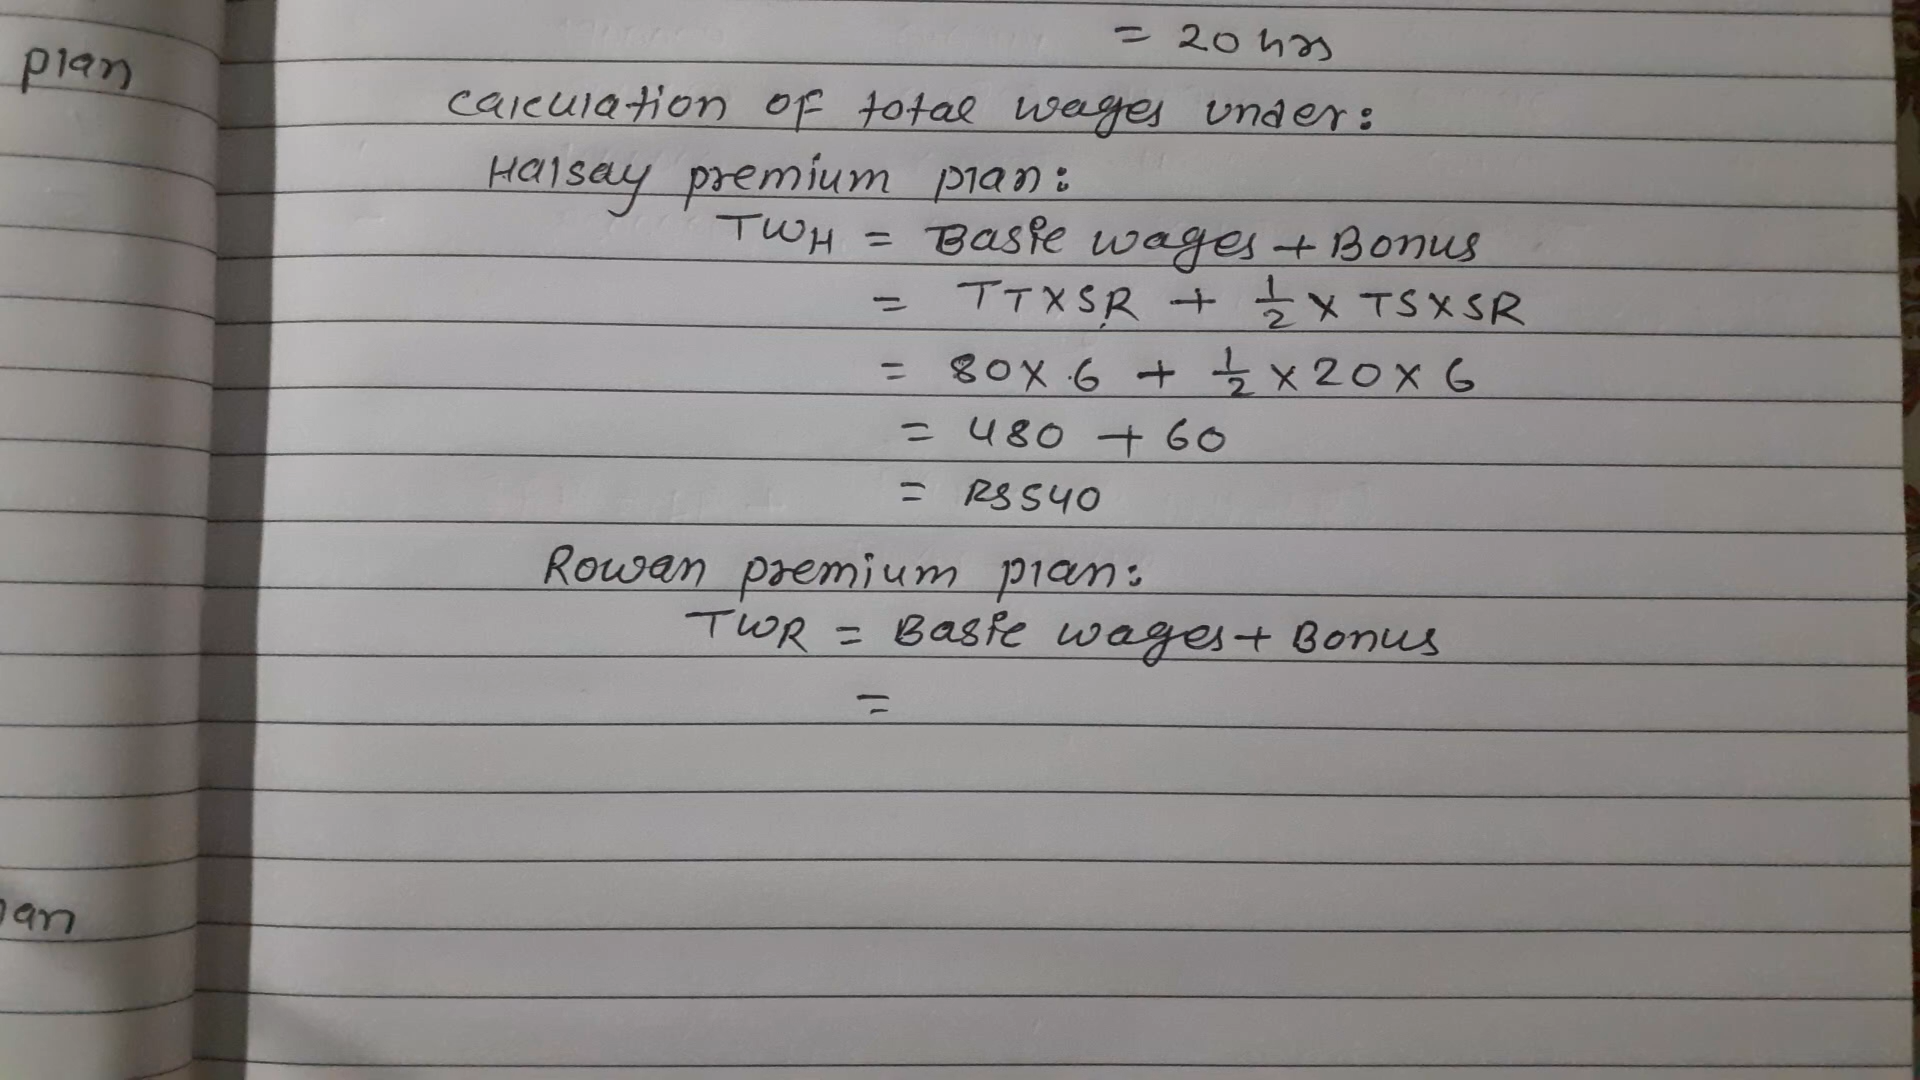 plan
= 20 hrs
calculation of total wages under:
Halsay premium plan:
TWH = Basic wages + Bonus
= TT X SR + 1/2 X TS X SR
= 80 X 6 + 1/2 X 20 X 6
= 480 + 60
= RS 540
Rowan premium plan:
TWR = Basic wages + Bonus
=